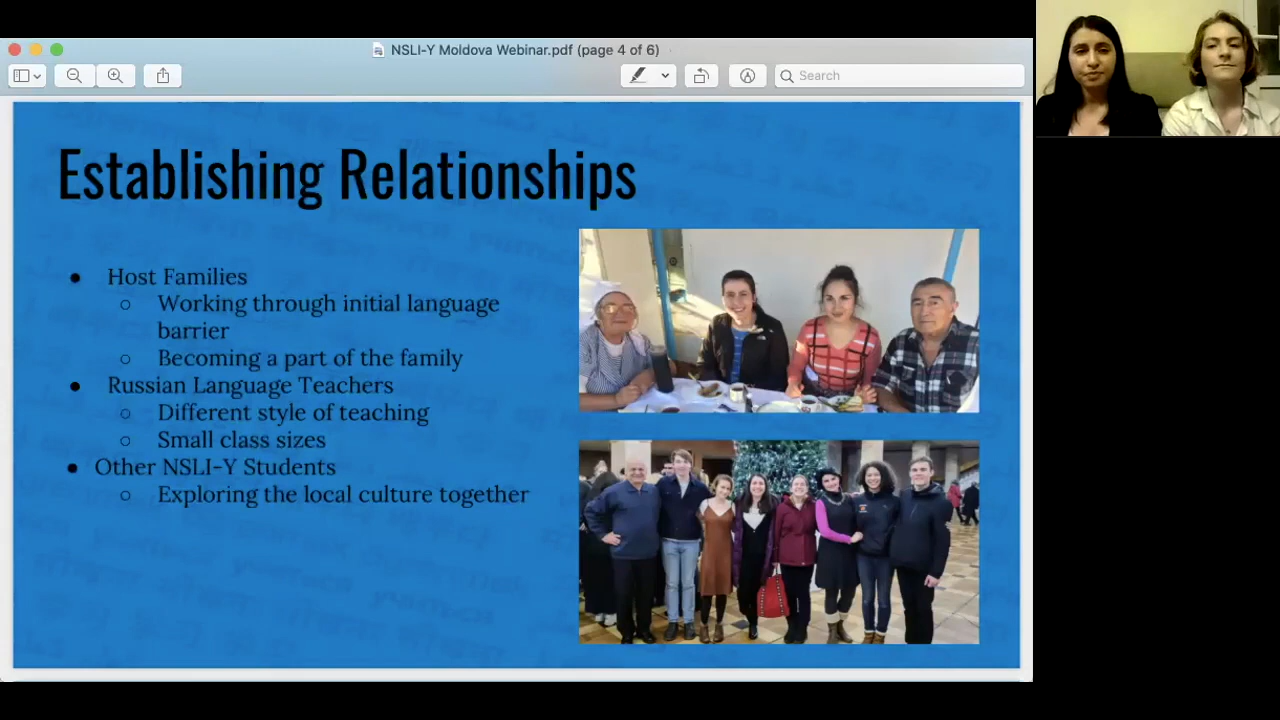 NSLI-Y Moldova Webinar.pdf (page 4 of 6)
Search
Establishing Relationships
● Host Families
○ Working through initial language
barrier
○ Becoming a part of the family
● Russian Language Teachers
○ Different style of teaching
○ Small class sizes
● Other NSLI-Y Students
○ Exploring the local culture together